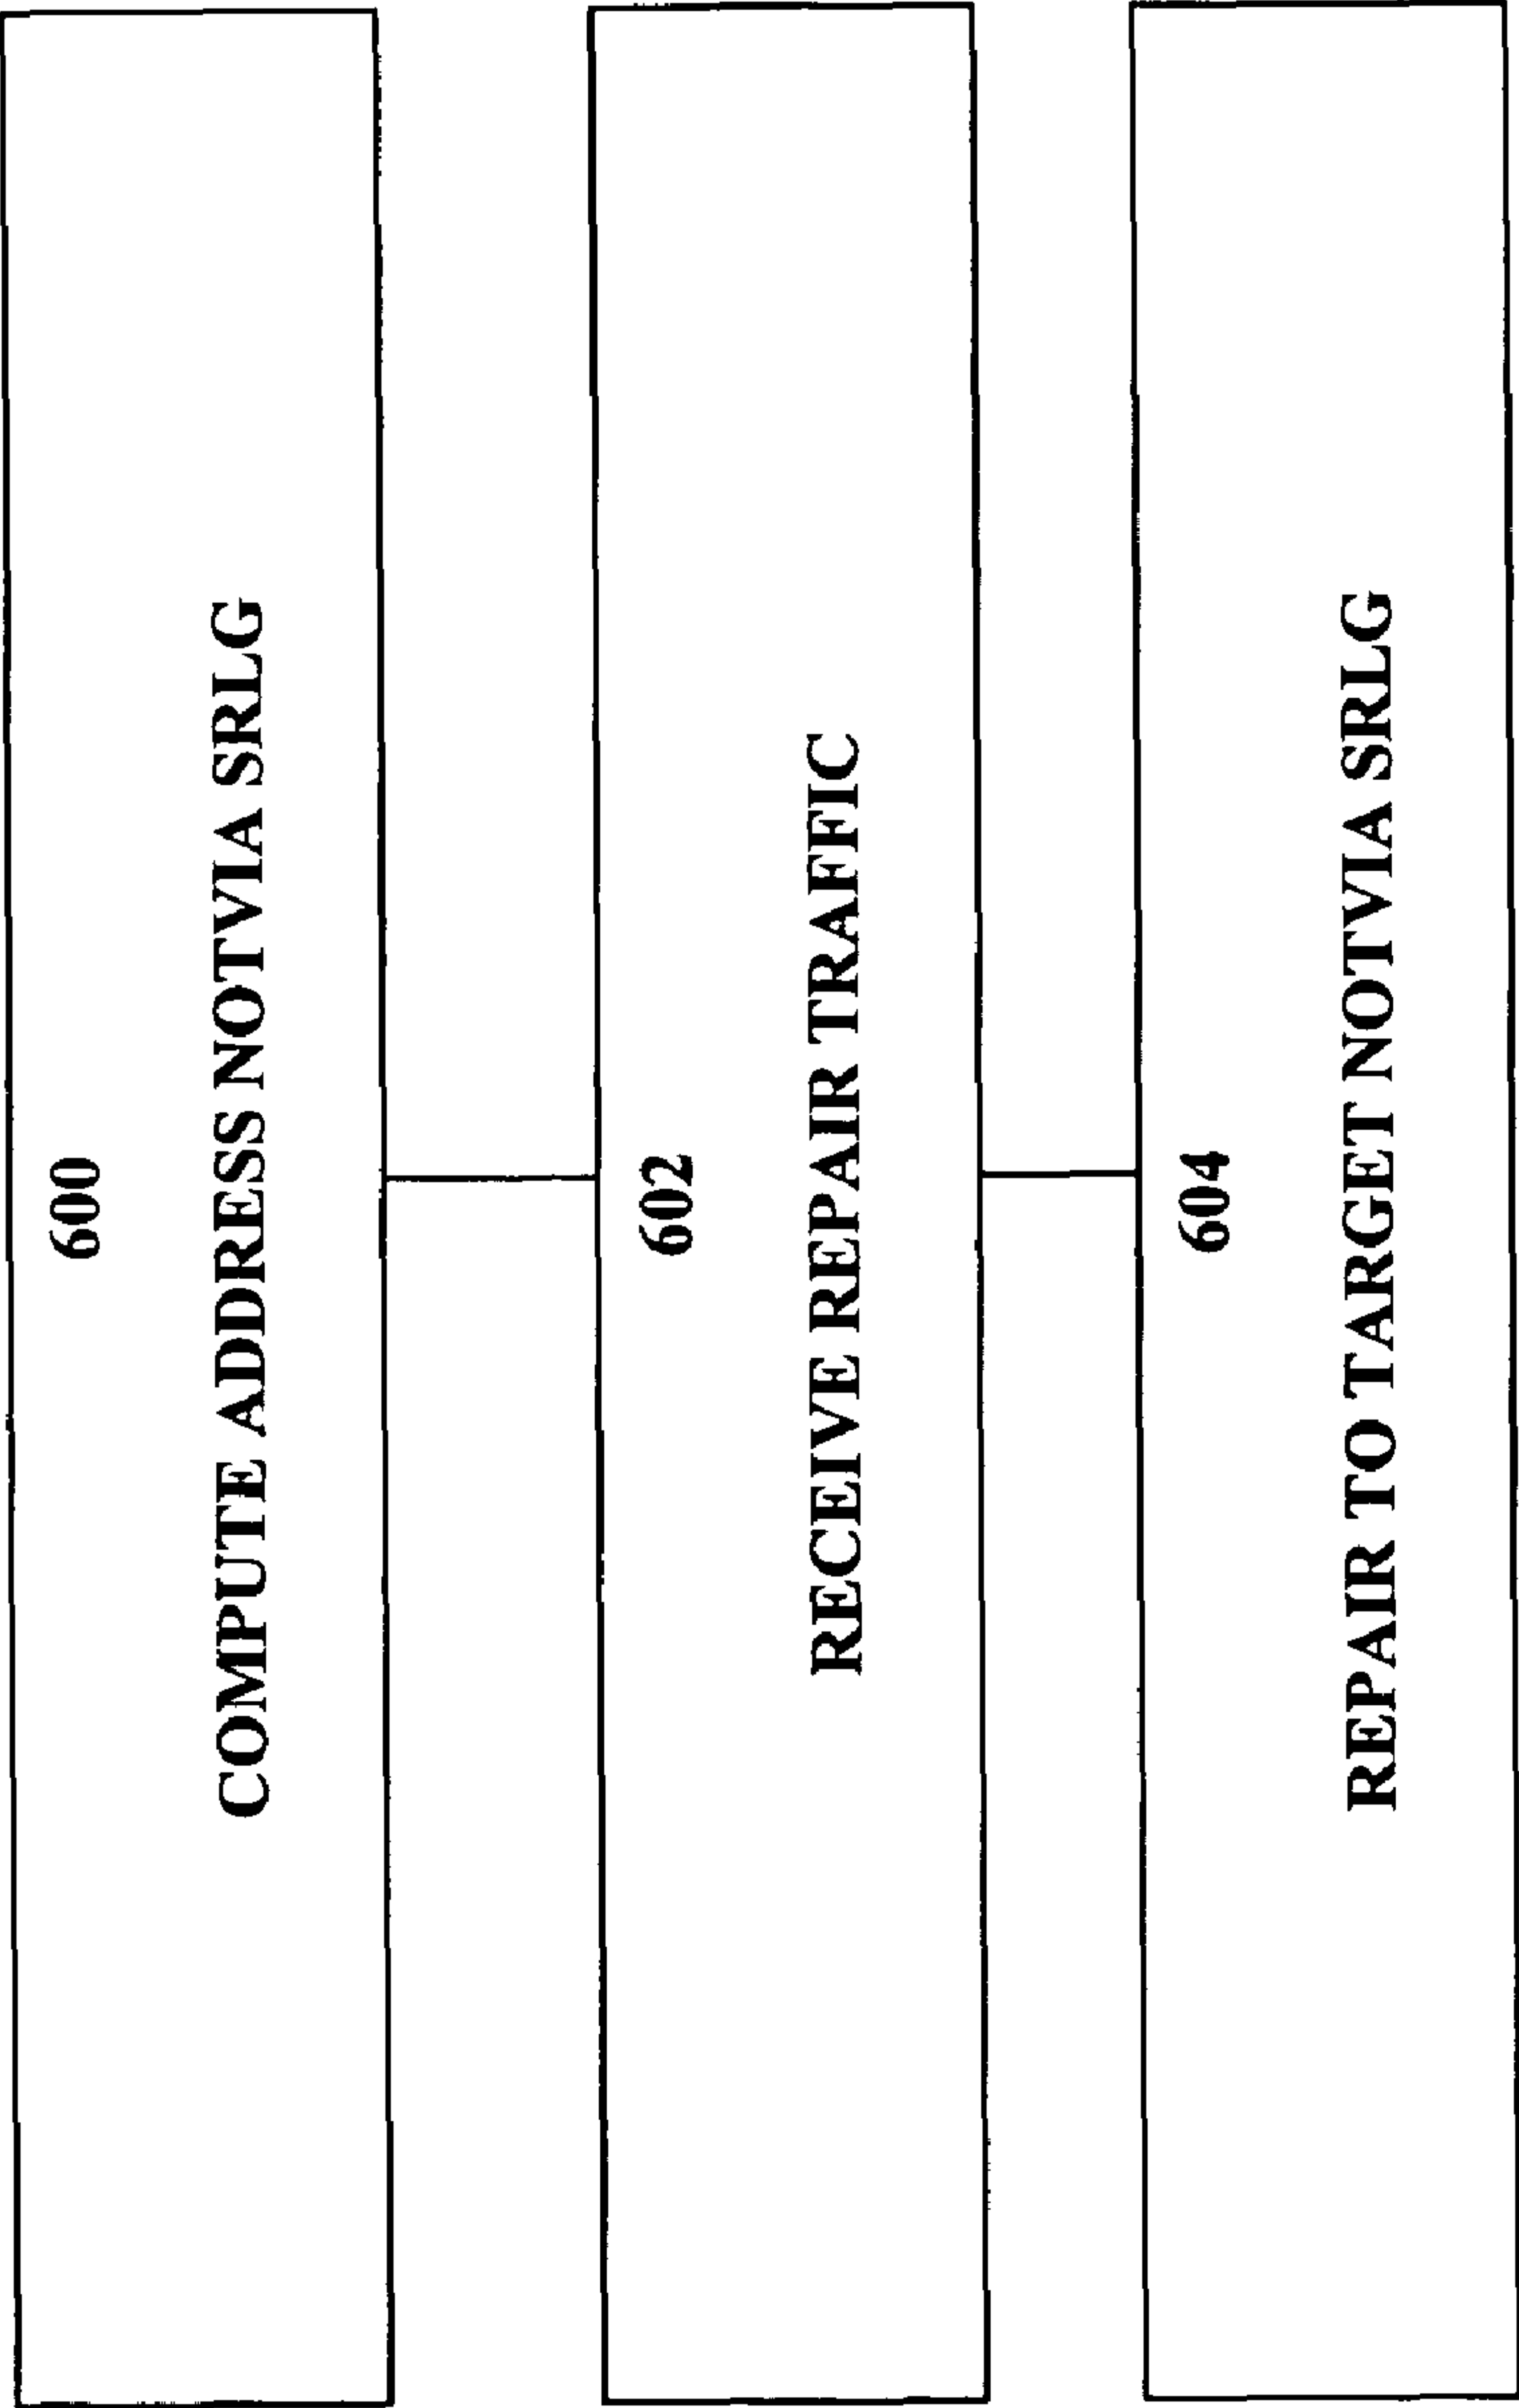 600
COMPUTE ADDRESS NOTVIA SRLG
602
RECEIVE REPAIR TRAFFIC
604
REPAIR TO TARGET NOTVIA SRLG